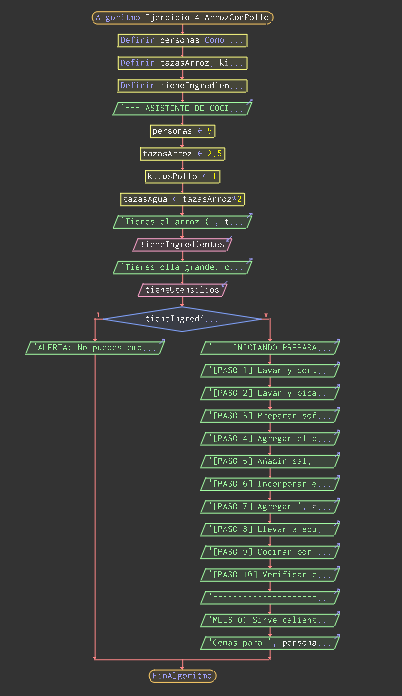 Algoritmo Ejercicio_4_ArrozConPollo
Definir personas Como ...
Definir tazasArroz, ki...
Definir tieneIngredien...
'--- ASISTENTE DE COCI...
personas ← 5
tazasArroz ← 2.5
kilosPollo ← 1
tazasAgua ← tazasArroz*2
'Tienes el arroz (', t...
tieneIngredientes
'Tienes olla grande, c...
tieneUtensilios
tieneIngredi...
F
V
'ALERTA: No puedes coc...
INICIANDO PREPARA...
'[PASO 1] Lavar y
'[PASO 2] Lavar y pica...
'[PASO 3] Preparar sof...
'[PASO 4] Agregar el
'[PASO 5] Añadir sal,
'[PASO 6] Incorporar e...
'[PASO 7] Agregar ',
'[PASO 8] Llevar a
'[PASO 9] Cocinar por ...
'[PASO 10] Verificar
'--------------------...
Sirve calient...
para ', persona...
FinAlgoritmo